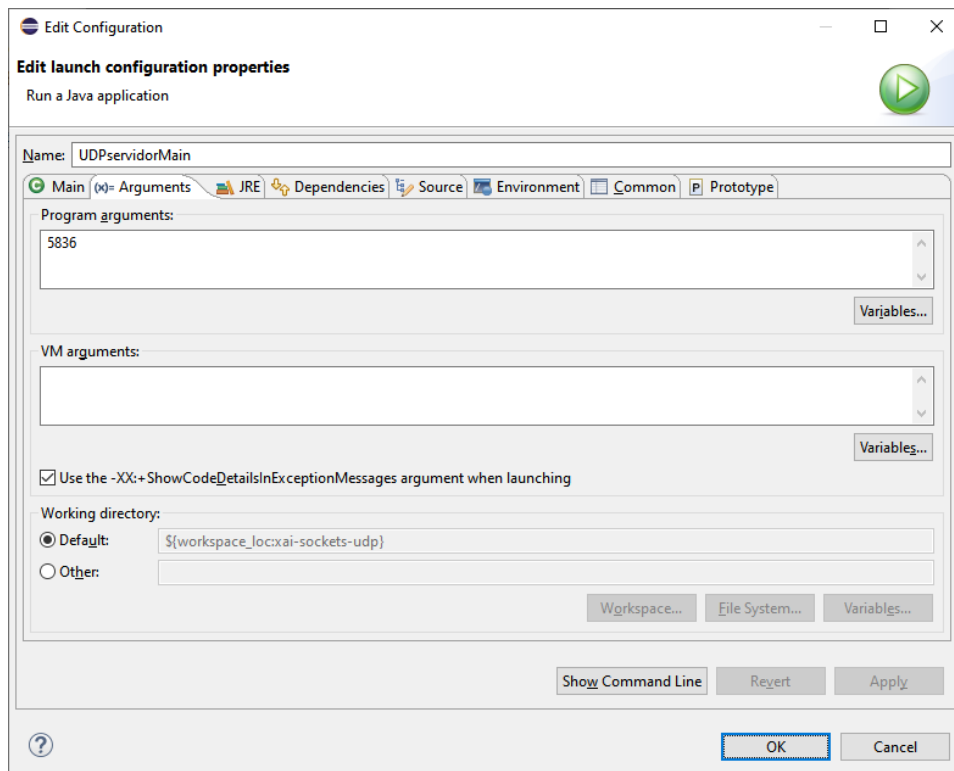 Edit Configuration
Edit launch configuration properties
Run a Java application
Name: UDPservidorMain
Main (x)= Arguments JRE Dependencies Source Environment Common P Prototype
Program arguments:
5836
Variables...
VM arguments:
Variables...
Use the -XX:+ShowCodeDetailsInExceptionMessages argument when launching
Working directory:
Default: ${workspace_loc:xai-sockets-udp}
Other:
Workspace... File System... Variables...
Show Command Line Revert Apply
? OK Cancel